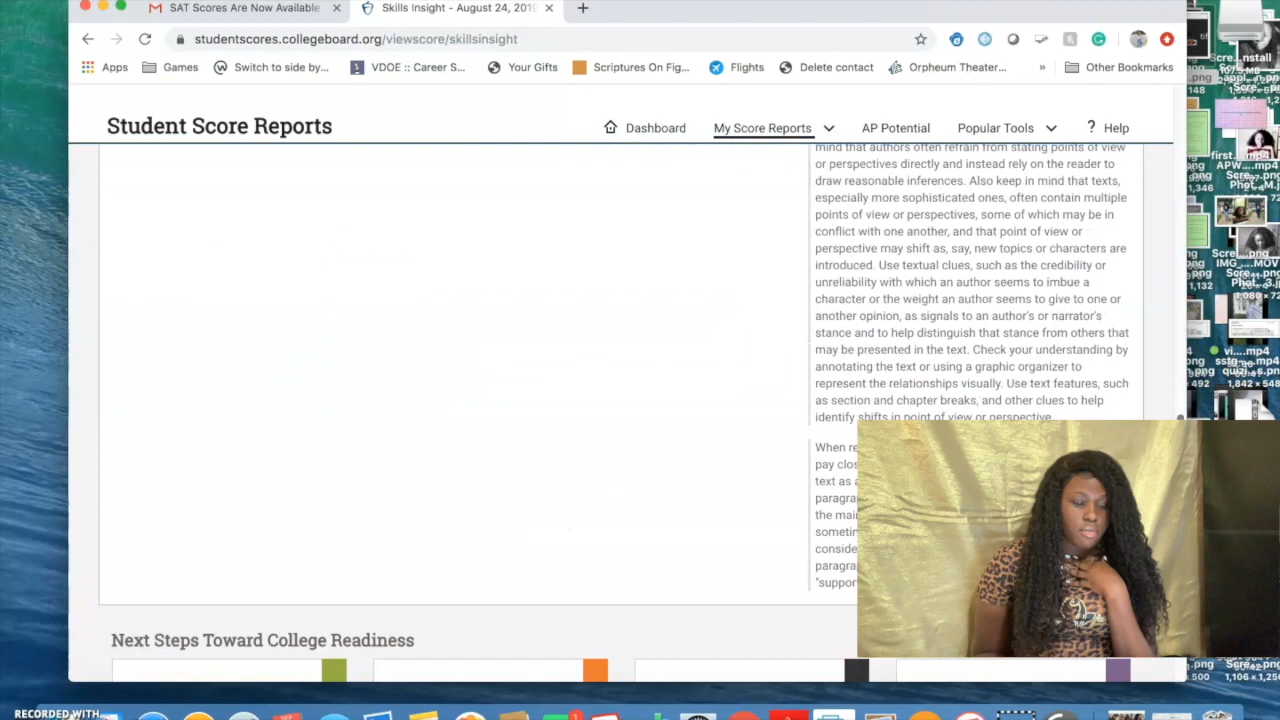 SAT Scores Are Now Available
Skills Insight - August 24, 2019
studentscores.collegeboard.org/viewscore/skillsinsight
Apps
Games
Switch to side by...
VDOE :: Career S...
Your Gifts
Scriptures On Fig...
Flights
Delete contact
Orpheum Theater...
»
Other Bookmarks
Student Score Reports
Dashboard
My Score Reports
AP Potential
Popular Tools
? Help
mind that authors often refrain from stating points of view
or perspectives directly and instead rely on the reader to
draw reasonable inferences. Also keep in mind that texts,
especially more sophisticated ones, often contain multiple
points of view or perspectives, some of which may be in
conflict with one another, and that point of view or
perspective may shift as, say, new topics or characters are
introduced. Use textual clues, such as the credibility or
unreliability with which an author seems to imbue a
character or the weight an author seems to give to one or
another opinion, as signals to an author's or narrator's
stance and to help distinguish that stance from others that
may be presented in the text. Check your understanding by
annotating the text or using a graphic organizer to
represent the relationships visually. Use text features, such
as section and chapter breaks, and other clues to help
identify shifts in point of view or perspective.
When re
pay clos
text as a
paragra
the mai
sometin
conside
paragra
"suppor
Next Steps Toward College Readiness
RECORDED WITH